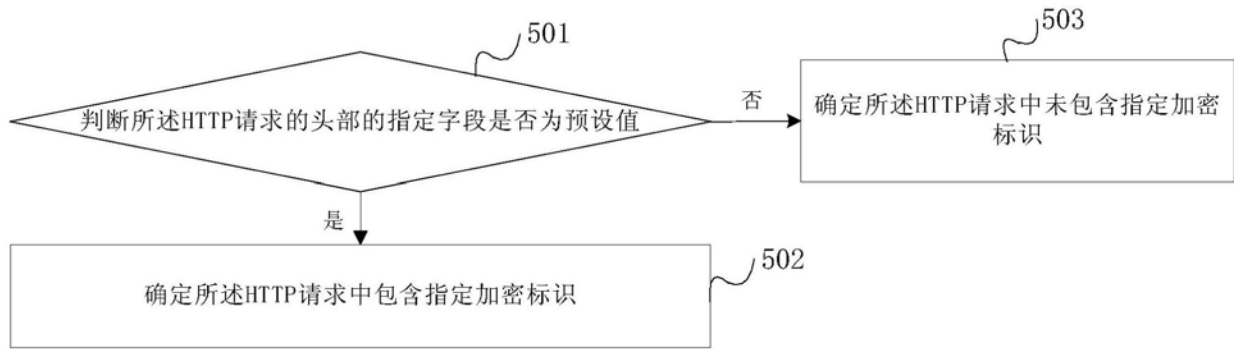 501
503
判断所述HTTP请求的头部的指定字段是否为预设值
否
确定所述HTTP请求中未包含指定加密
标识
是
502
确定所述HTTP请求中包含指定加密标识